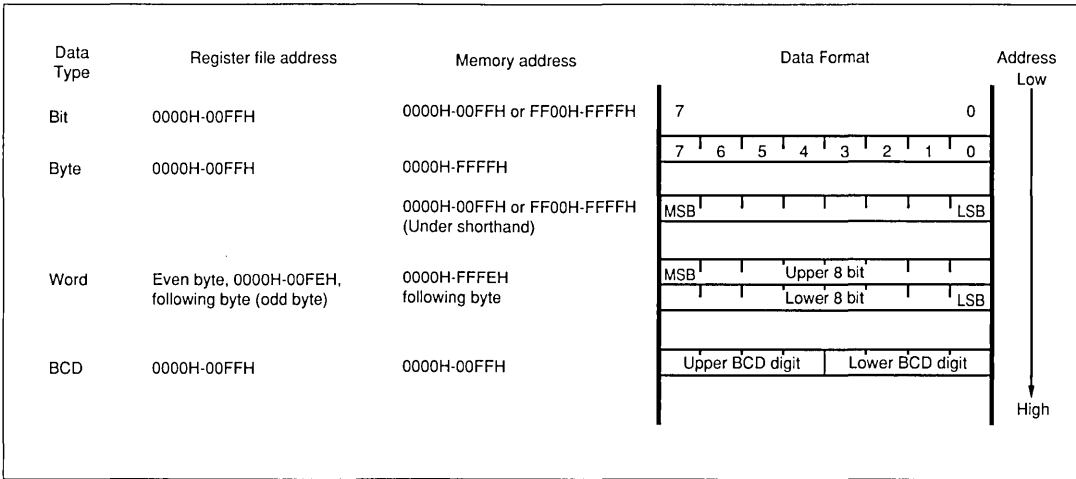 Data Type Register file address Memory address Data Format Address
Low
Bit 0000H-00FFH 0000H-00FFH or FF00H-FFFFH 7 0
7 6 5 4 3 2 1 0
Byte 0000H-00FFH 0000H-FFFFH
0000H-00FFH or FF00H-FFFFH MSB LSB
(Under shorthand)
Word Even byte, 0000H-00FEH, 0000H-FFFEH MSB Upper 8 bit
following byte (odd byte) following byte Lower 8 bit LSB
BCD 0000H-00FFH 0000H-00FFH Upper BCD digit Lower BCD digit
High